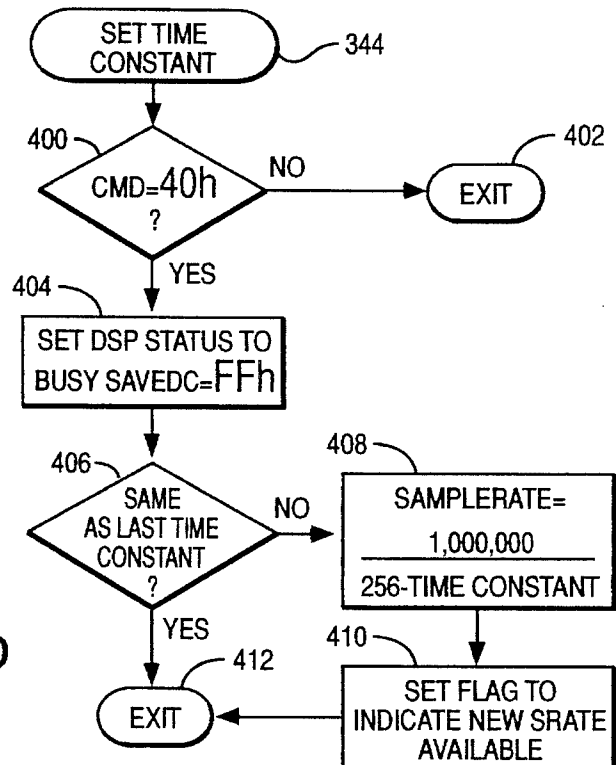 SET TIME
CONSTANT
344
400
CMD=40h
?
NO
402
EXIT
YES
404
SET DSP STATUS TO
BUSY SAVEDC=FFh
406
SAME
AS LAST TIME
CONSTANT
?
NO
408
SAMPLERATE=
1,000,000
256-TIME CONSTANT
YES
410
SET FLAG TO
INDICATE NEW SRATE
AVAILABLE
412
EXIT